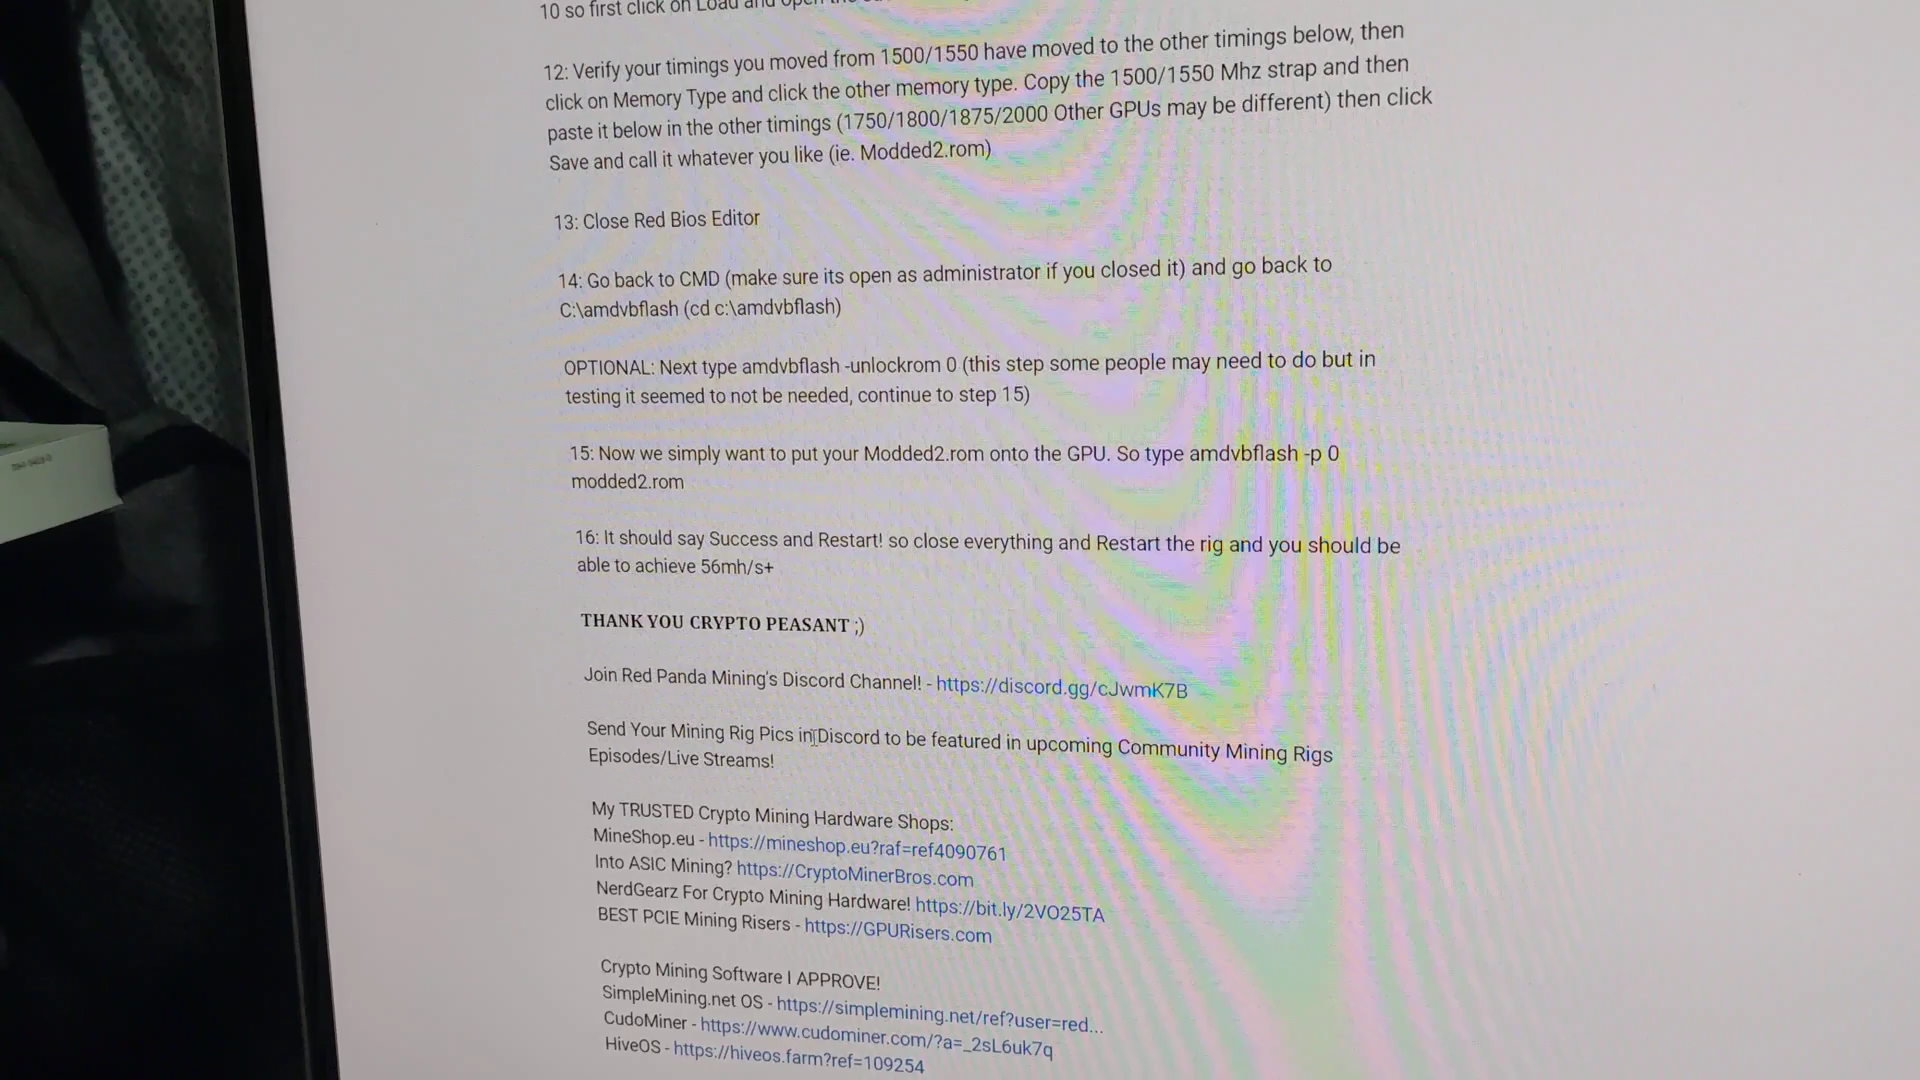 10 so first click on Load and open the
12: Verify your timings you moved from 1500/1550 have moved to the other timings below, then
click on Memory Type and click the other memory type. Copy the 1500/1550 Mhz strap and then
paste it below in the other timings (1750/1800/1875/2000 Other GPUs may be different) then click
Save and call it whatever you like (ie. Modded2.rom)
13: Close Red Bios Editor
14: Go back to CMD (make sure its open as administrator if you closed it) and go back to
C:\amdvbflash (cd c:\amdvbflash)
OPTIONAL: Next type amdvbflash -unlockrom 0 (this step some people may need to do but in
testing it seemed to not be needed, continue to step 15)
15: Now we simply want to put your Modded2.rom onto the GPU. So type amdvbflash -p 0
modded2.rom
16: It should say Success and Restart! so close everything and Restart the rig and you should be
able to achieve 56mh/s+
THANK YOU CRYPTO PEASANT ;)
Join Red Panda Mining's Discord Channel! - https://discord.gg/cJwmK7B
Send Your Mining Rig Pics in Discord to be featured in upcoming Community Mining Rigs
Episodes/Live Streams!
My TRUSTED Crypto Mining Hardware Shops:
MineShop.eu - https://mineshop.eu?raf=ref4090761
Into ASIC Mining? https://CryptoMinerBros.com
NerdGearz For Crypto Mining Hardware! https://bit.ly/2VO25TA
BEST PCIE Mining Risers - https://GPURisers.com
Crypto Mining Software I APPROVE!
SimpleMining.net OS - https://simplemining.net/ref?user=red...
CudoMiner - https://www.cudominer.com/?a=_2sL6uk7q
HiveOS - https://hiveos.farm?ref=109254